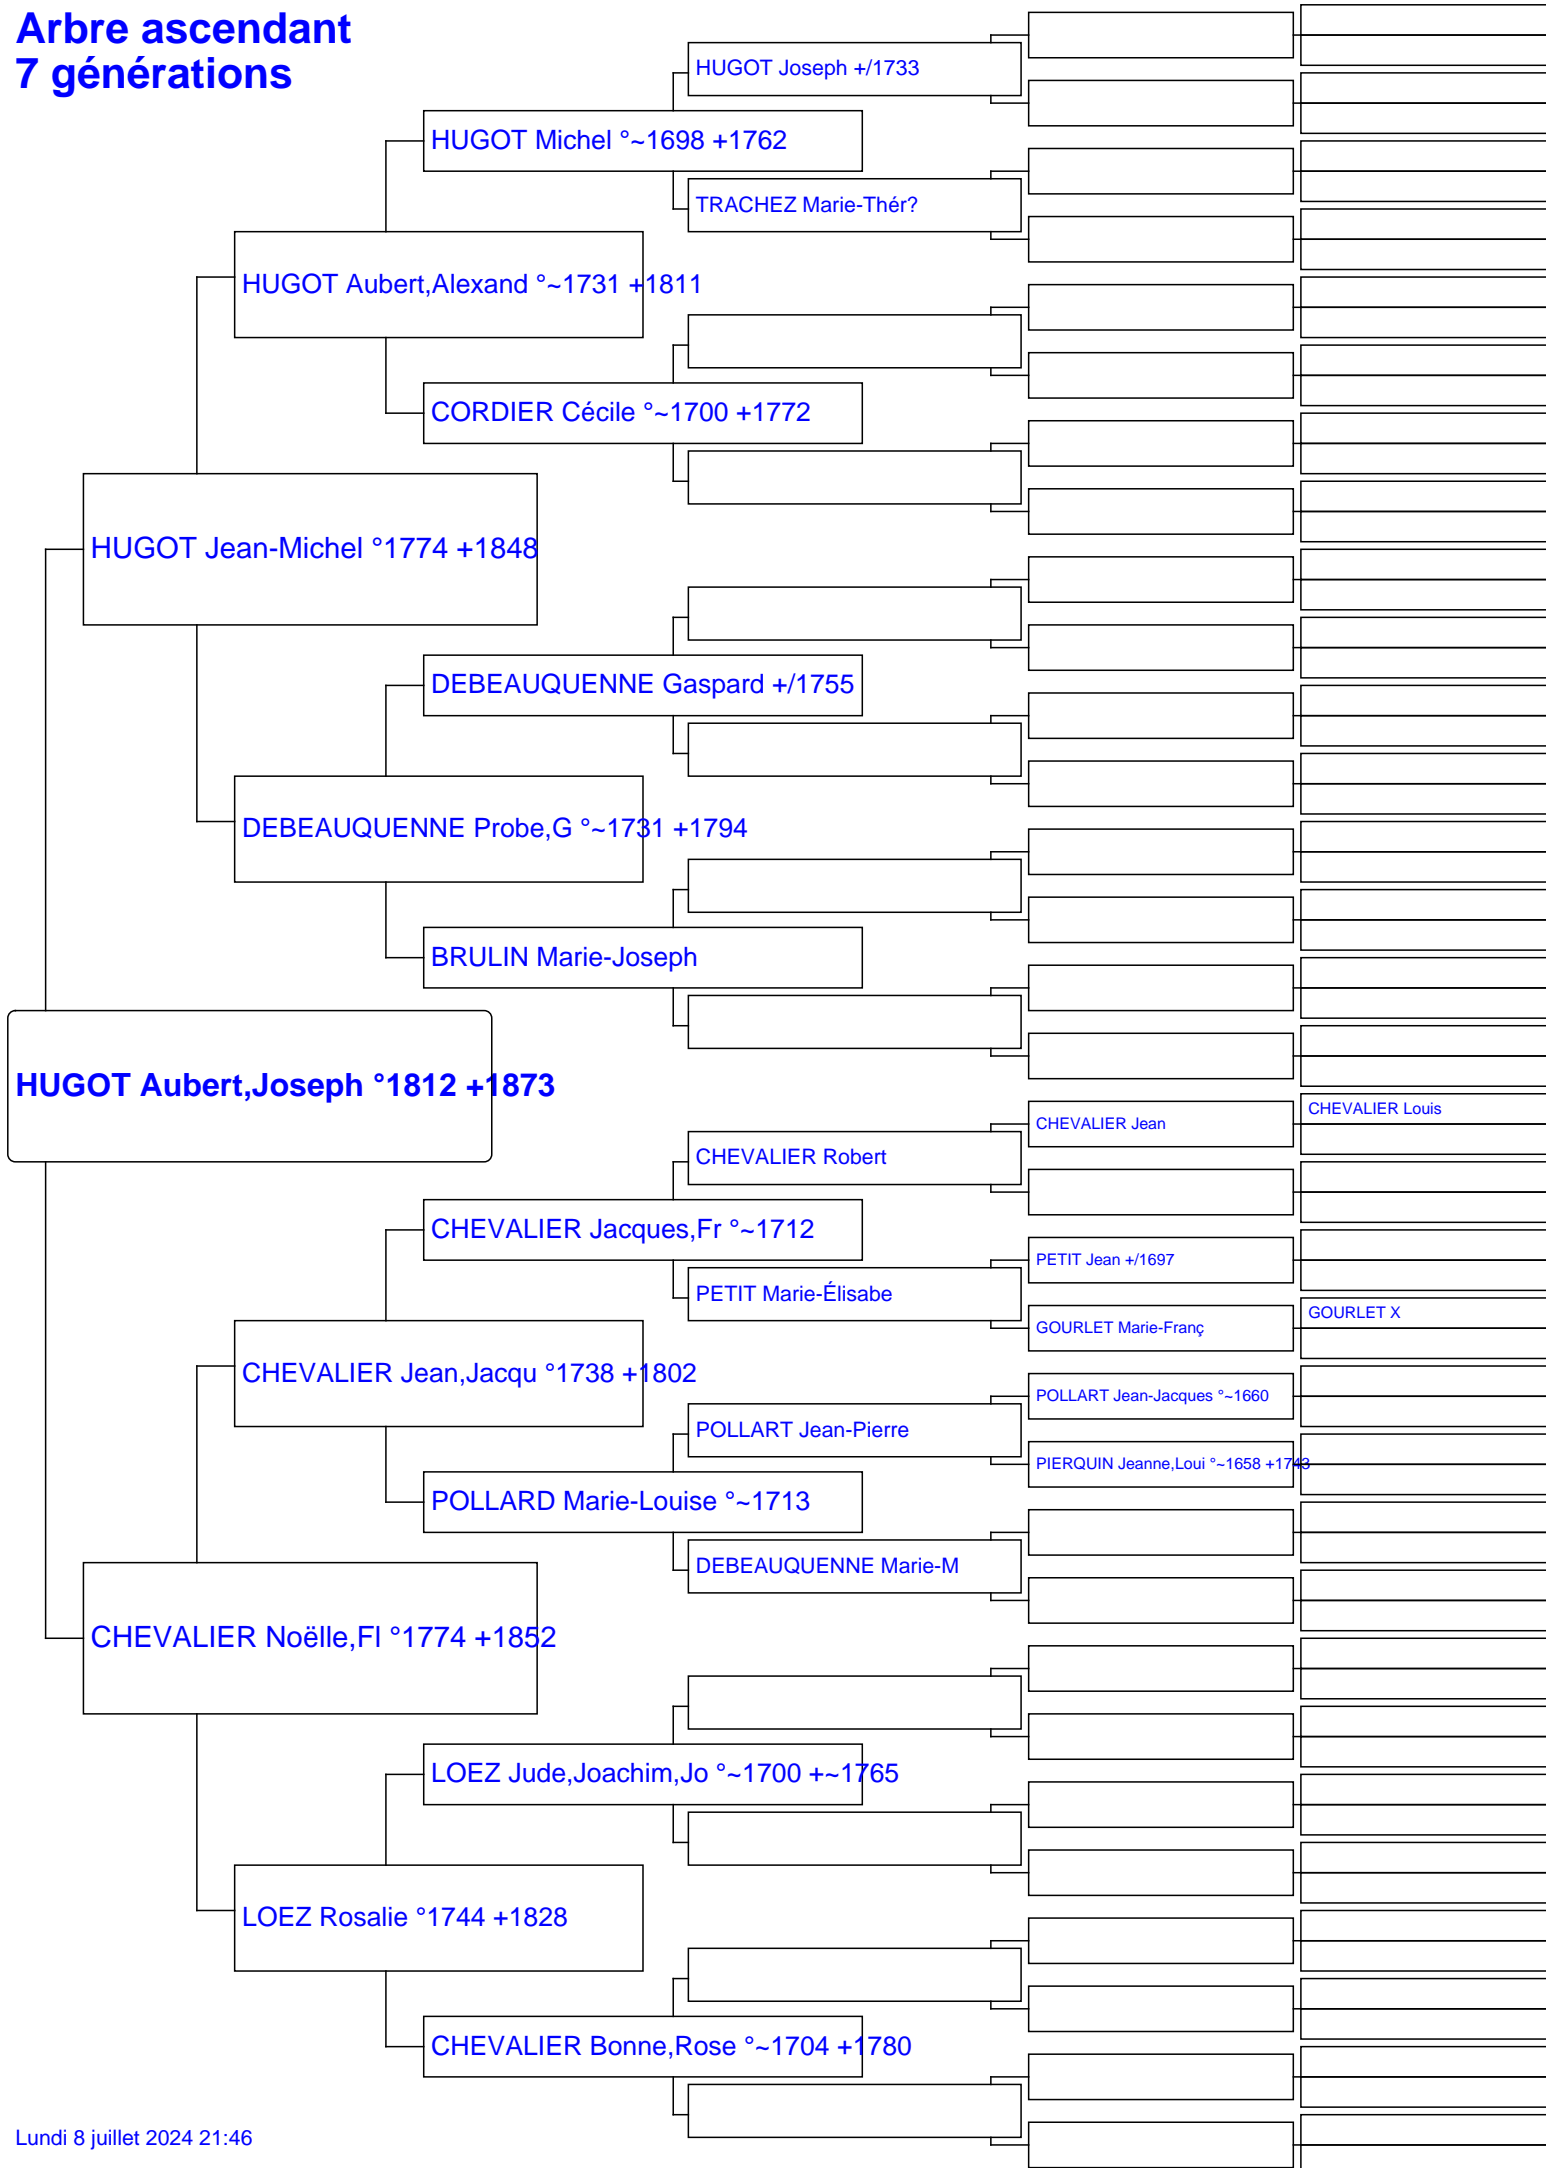 Arbre ascendant
7 générations
HUGOT Joseph +/1733
HUGOT Michel °~1698 +1762
TRACHEZ Marie-Thér?
HUGOT Aubert,Alexand °~1731 +1811
CORDIER Cécile °~1700 +1772
HUGOT Jean-Michel °1774 +1848
DEBEAUQUENNE Gaspard +/1755
DEBEAUQUENNE Probe,G °~1731 +1794
BRULIN Marie-Joseph
HUGOT Aubert,Joseph °1812 +1873
CHEVALIER Louis
CHEVALIER Jean
CHEVALIER Robert
CHEVALIER Jacques,Fr °~1712
PETIT Jean +/1697
PETIT Marie-Élisabe
GOURLET X
GOURLET Marie-Franç
CHEVALIER Jean,Jacqu °1738 +1802
POLLART Jean-Jacques °~1660
POLLART Jean-Pierre
PIERQUIN Jeanne,Loui °~1658 +1743
POLLARD Marie-Louise °~1713
DEBEAUQUENNE Marie-M
CHEVALIER Noëlle,Fl °1774 +1852
LOEZ Jude,Joachim,Jo °~1700 +~1765
LOEZ Rosalie °1744 +1828
CHEVALIER Bonne,Rose °~1704 +1780
Lundi 8 juillet 2024 21:46